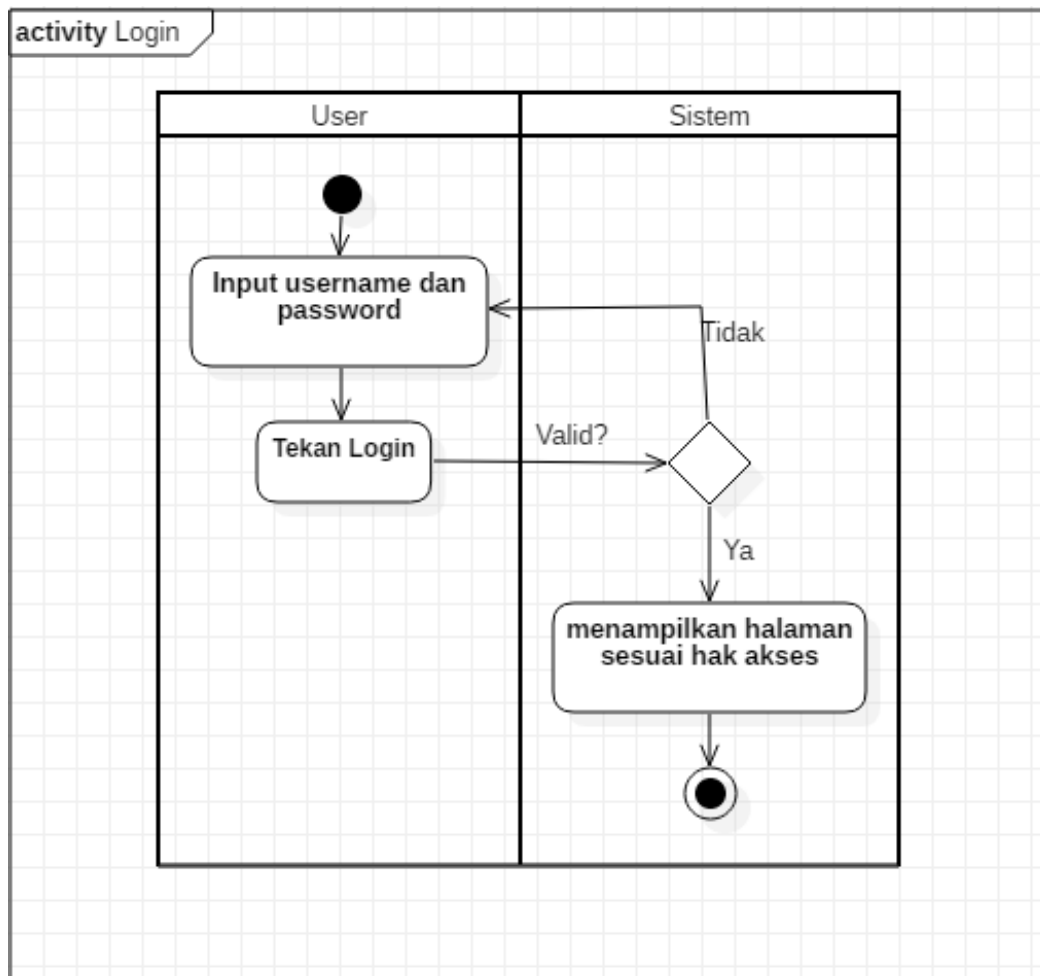 activity Login
User
Sistem
Input username dan
password
Tidak
Tekan Login
Valid?
Ya
menampilkan halaman
sesuai hak akses